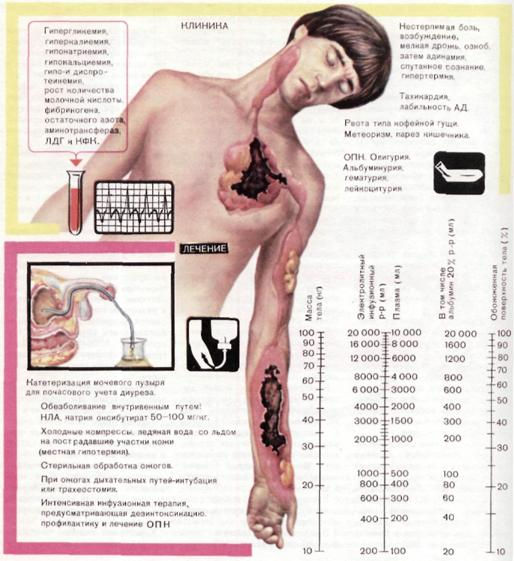 КЛИНИКА
Гипергликемия,
гиперкалиемия,
гипонатриемия,
гипокальциемия,
гипо-и диспро-
теинемия,
рост количества
молочной кислоты,
фибриногена,
остаточного азота,
аминотрансфераз,
ЛДГ и КФК.
Нестерпимая боль,
возбуждение,
мелкая дрожь, озноб,
затем адинамия,
спутанное сознание,
гипертермия.
Тахикардия,
лабильность АД.
Рвота типа кофейной гущи.
Метеоризм, парез кишечника.
ОПН. Олигурия.
Альбуминурия,
гематурия,
лейкоцитурия
ЛЕЧЕНИЕ
Катетеризация мочевого пузыря
для почасового учета диуреза.
Обезболивание внутривенным путем:
НЛА, натрия оксибутират 50–100 мг/кг.
Холодные компрессы, ледяная вода со льдом
на пострадавшие участки кожи
(местная гипотермия).
Стерильная обработка ожогов.
При ожогах дыхательных путей-интубация
или трахеостомия.
Интенсивная инфузионная терапия,
предусматривающая дезинтоксикацию,
профилактику и лечение ОПН
Масса
тела (кг)
Электролитный
инфузионный
р-р (мл)
Плазма (мл)
В том числе
альбумин 20% р-р (мл)
Обожженная
поверхность тела (%)
100 20 000 10 000 20 000 100
90 16 000 8 000 1600 90
80 12 000 6000 1200 80
70 70
60 8000 4000 800 60
6000 3000 600
50 50
4000 2000 400
40 3000 1500 300 40
2000 1000 200
30 30
1000 500 100
20 800 400 80 20
600 300 60
400 200 40
10 200 100 20 10